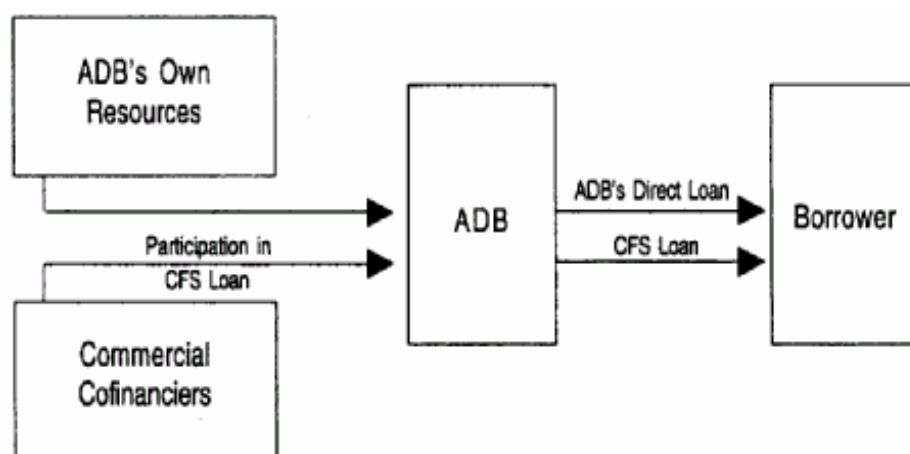 ADB's Own
Resources
ADB's Direct Loan
ADB
Borrower
Participation in
CFS Loan
CFS Loan
Commercial
Cofinanciers